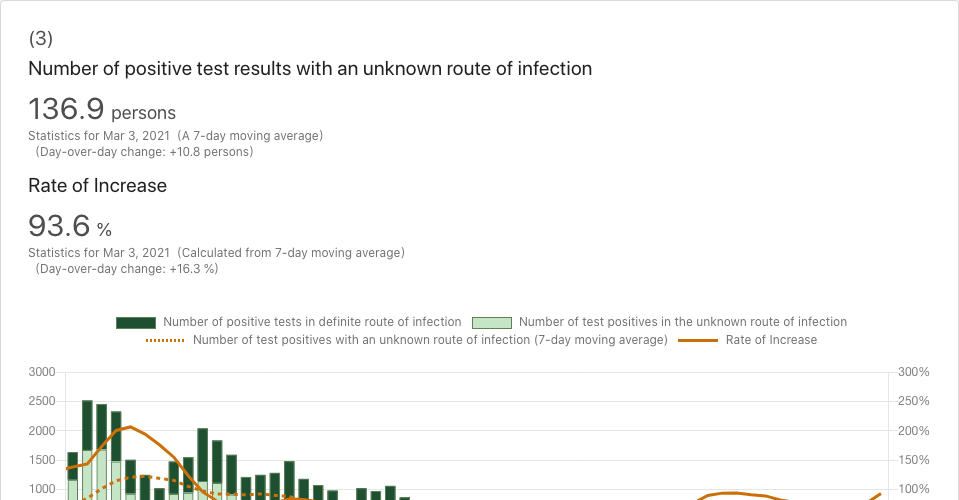 (3)
Number of positive test results with an unknown route of infection
136.9 persons
Statistics for Mar 3, 2021 (A 7-day moving average)
(Day-over-day change: +10.8 persons)
Rate of Increase
93.6 %
Statistics for Mar 3, 2021 (Calculated from 7-day moving average)
(Day-over-day change: +16.3 %)
Number of positive tests in definite route of infection Number of test positives in the unknown route of infection
Number of test positives with an unknown route of infection (7-day moving average) Rate of Increase
3000 300%
2500 250%
2000 200%
1500 150%
1000 100%